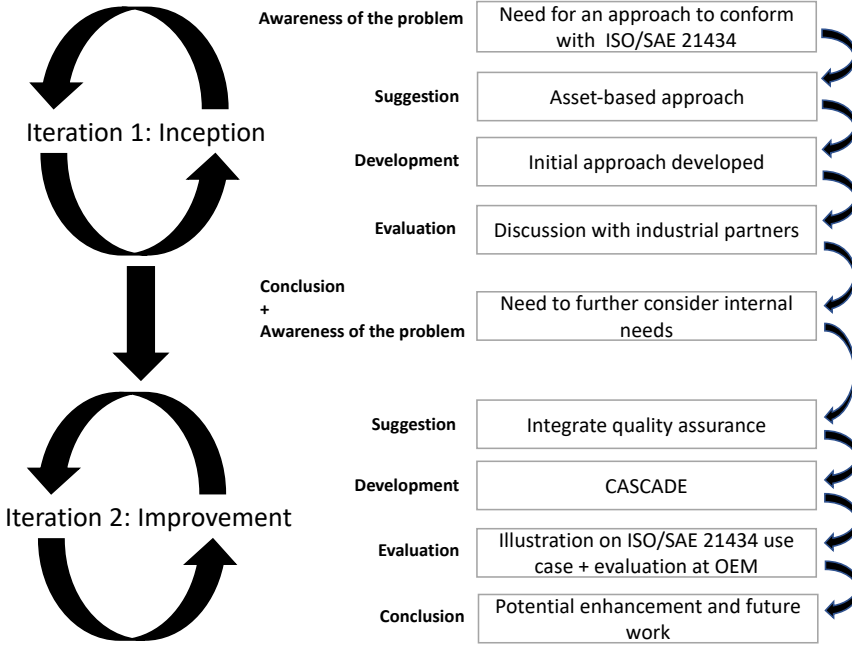 Awareness of the problem
Need for an approach to conform
with ISO/SAE 21434
Suggestion
Asset-based approach
Iteration 1: Inception
Development
Initial approach developed
Evaluation
Discussion with industrial partners
Conclusion
+
Awareness of the problem
Need to further consider internal
needs
Suggestion
Integrate quality assurance
Development
CASCADE
Iteration 2: Improvement
Evaluation
Illustration on ISO/SAE 21434 use
case + evaluation at OEM
Conclusion
Potential enhancement and future
work